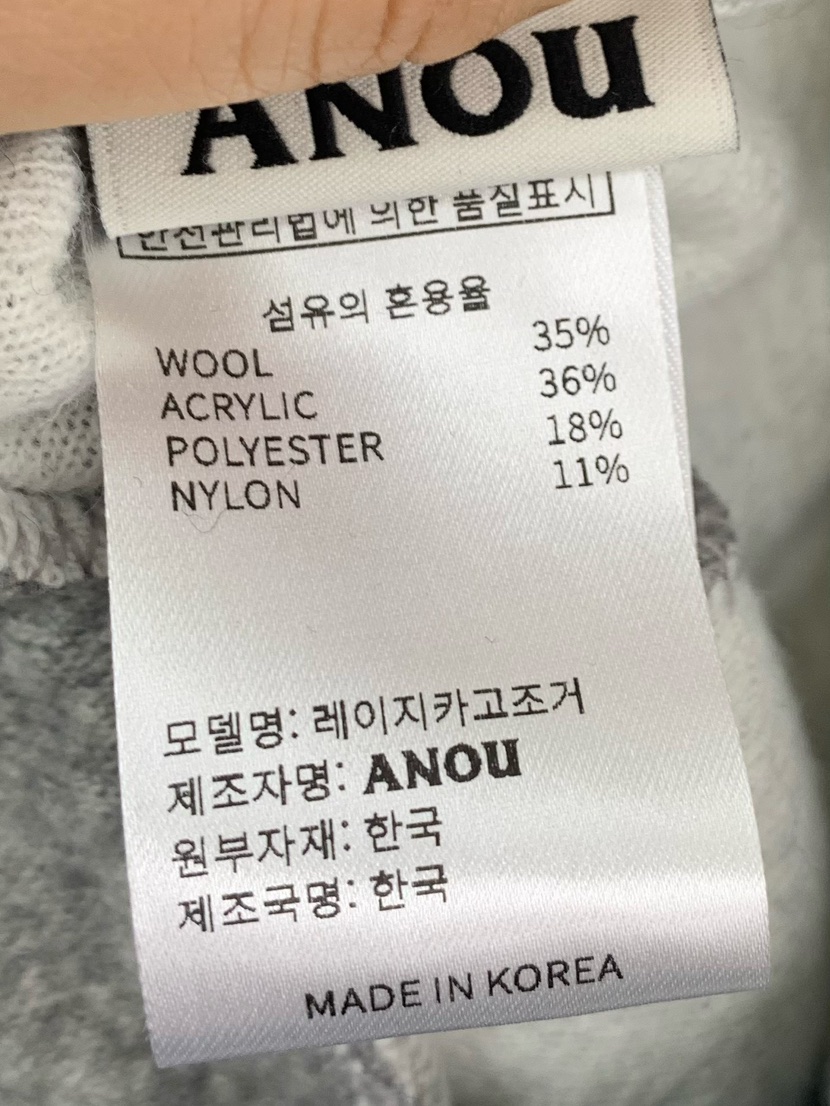 ANOU
안전관리법에 의한 품질표시
섬유의 혼용율
WOOL 35%
ACRYLIC 36%
POLYESTER 18%
NYLON 11%
모델명: 레이지카고조거
제조자명: ANOU
원부자재: 한국
제조국명: 한국
MADE IN KOREA